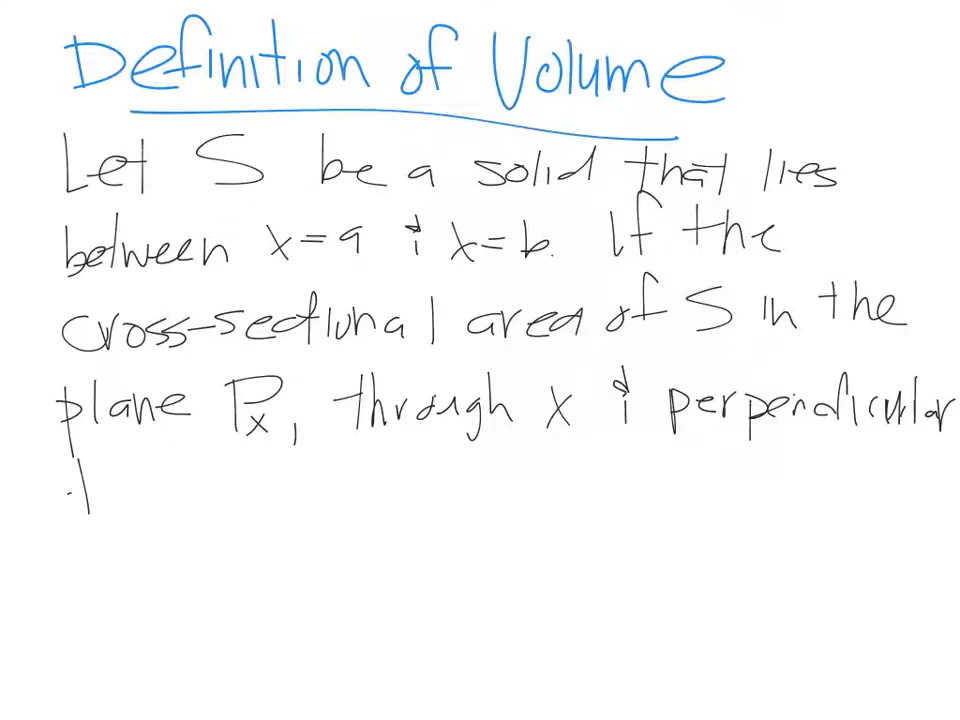 Definition of Volume
Let S be a solid that lies
between x=a & x=b. If the
cross-sectional area of S in the
plane Px, through x & perpendicular